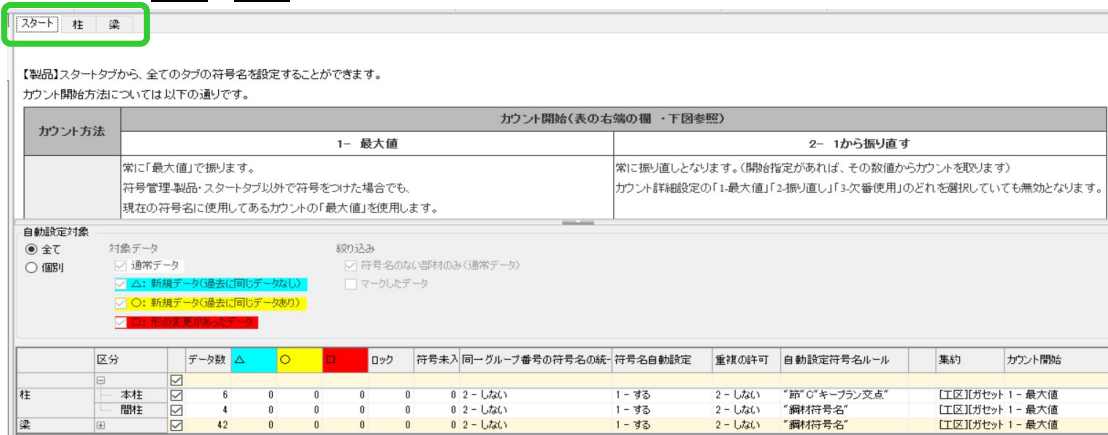 スタート 柱 梁
【製品】スタートタブから、全てのタブの符号名を設定することができます。
カウント開始方法については以下の通りです。
カウント方法
カウント開始(表の右端の欄 ・下図参照)
1- 最大値
2- 1から振り直す
常に「最大値」で振ります。
符号管理-製品・スタートタブ以外で符号をつけた場合でも、
現在の符号名に使用してあるカウントの「最大値」を使用します。
常に振り直しとなります。(開始指定があれば、その数値からカウントを取ります)
カウント詳細設定の「1-最大値」「2-振り直し」「3-欠番使用」のどれを選択していても無効となります。
自動設定対象
全て
個別
対象データ
通常データ
△: 新規データ(過去に同じデータなし)
○: 新規データ(過去に同じデータあり)
□: 形の変更があったデータ
絞り込み
符号名のない部材のみ(通常データ)
マークしたデータ
区分 データ数 △ ○ □ ロック 符号未入 同一グループ番号の符号名の統- 符号名自動設定 重複の許可 自動設定符号名ルール 集約 カウント開始
柱 本柱 6 0 0 0 0 0 2 - しない 1 - する 2 - しない "節"C"キープラン交点" [工区][ガセット 1 - 最大値
間柱 4 0 0 0 0 0 2 - しない 1 - する 2 - しない "鋼材符号名" [工区][ガセット 1 - 最大値
梁 42 0 0 0 0 0 2 - しない 1 - する 2 - しない "鋼材符号名" [工区][ガセット 1 - 最大値